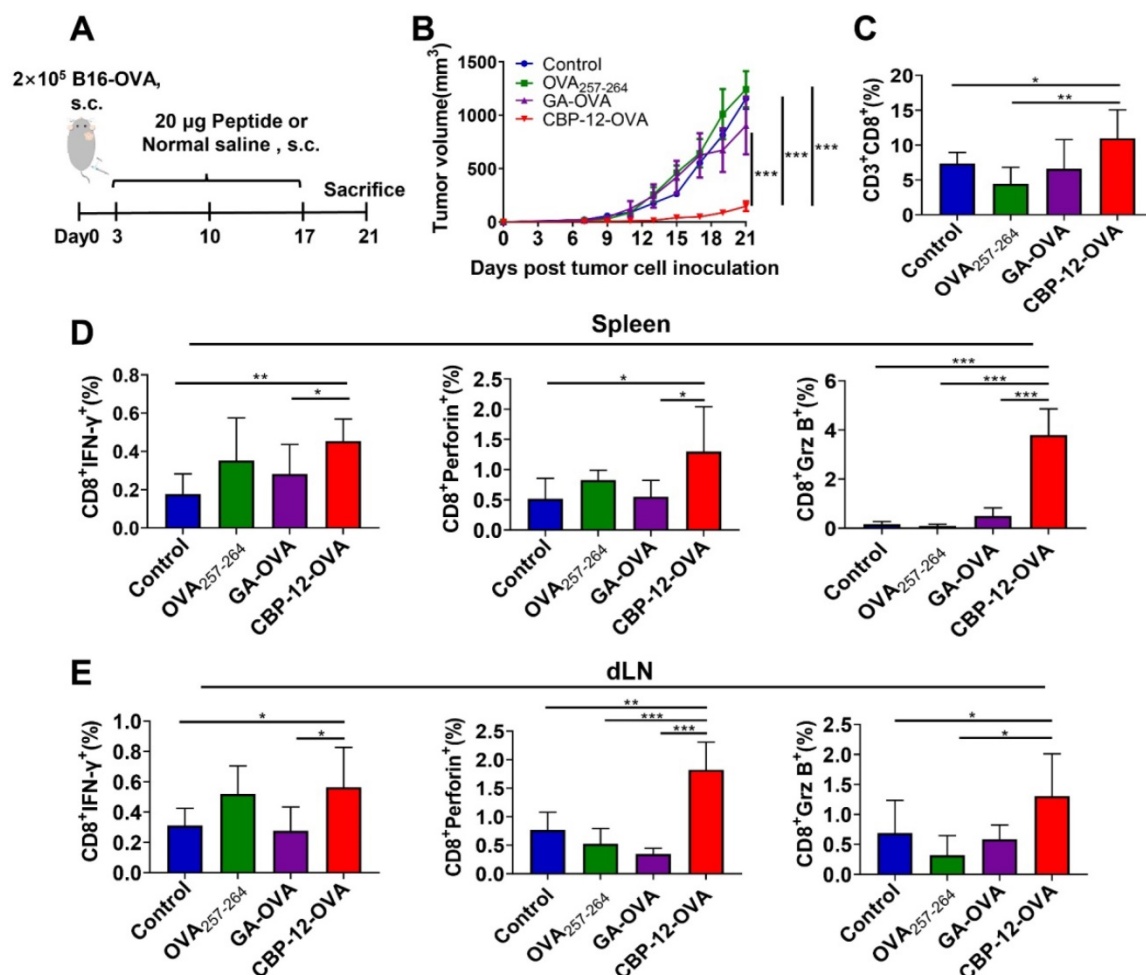 A
2×10⁵ B16-OVA,
s.c.
20 μg Peptide or
Normal saline , s.c.
Sacrifice
Day0 3 10 17 21
B
Tumor volume(mm³)
1500
1000
500
0
Control
OVA₂₅₇₋₂₆₄
GA-OVA
CBP-12-OVA
*** *** ***
0 3 6 9 12 15 18 21
Days post tumor cell inoculation
C
CD3⁺CD8⁺(%)
20
15
10
5
0
*
**
Control
OVA₂₅₇₋₂₆₄
GA-OVA
CBP-12-OVA
D
Spleen
CD8⁺IFN-γ⁺(%)
0.8
0.6
0.4
0.2
0.0
**
*
Control
OVA₂₅₇₋₂₆₄
GA-OVA
CBP-12-OVA
CD8⁺Perforin⁺(%)
2.5
2.0
1.5
1.0
0.5
0.0
*
*
Control
OVA₂₅₇₋₂₆₄
GA-OVA
CBP-12-OVA
CD8⁺Grz B⁺(%)
6
4
2
0
***
***
***
Control
OVA₂₅₇₋₂₆₄
GA-OVA
CBP-12-OVA
E
dLN
CD8⁺IFN-γ⁺(%)
1.0
0.8
0.6
0.4
0.2
0.0
*
*
Control
OVA₂₅₇₋₂₆₄
GA-OVA
CBP-12-OVA
CD8⁺Perforin⁺(%)
2.5
2.0
1.5
1.0
0.5
0.0
**
***
***
Control
OVA₂₅₇₋₂₆₄
GA-OVA
CBP-12-OVA
CD8⁺Grz B⁺(%)
2.5
2.0
1.5
1.0
0.5
0.0
*
*
Control
OVA₂₅₇₋₂₆₄
GA-OVA
CBP-12-OVA